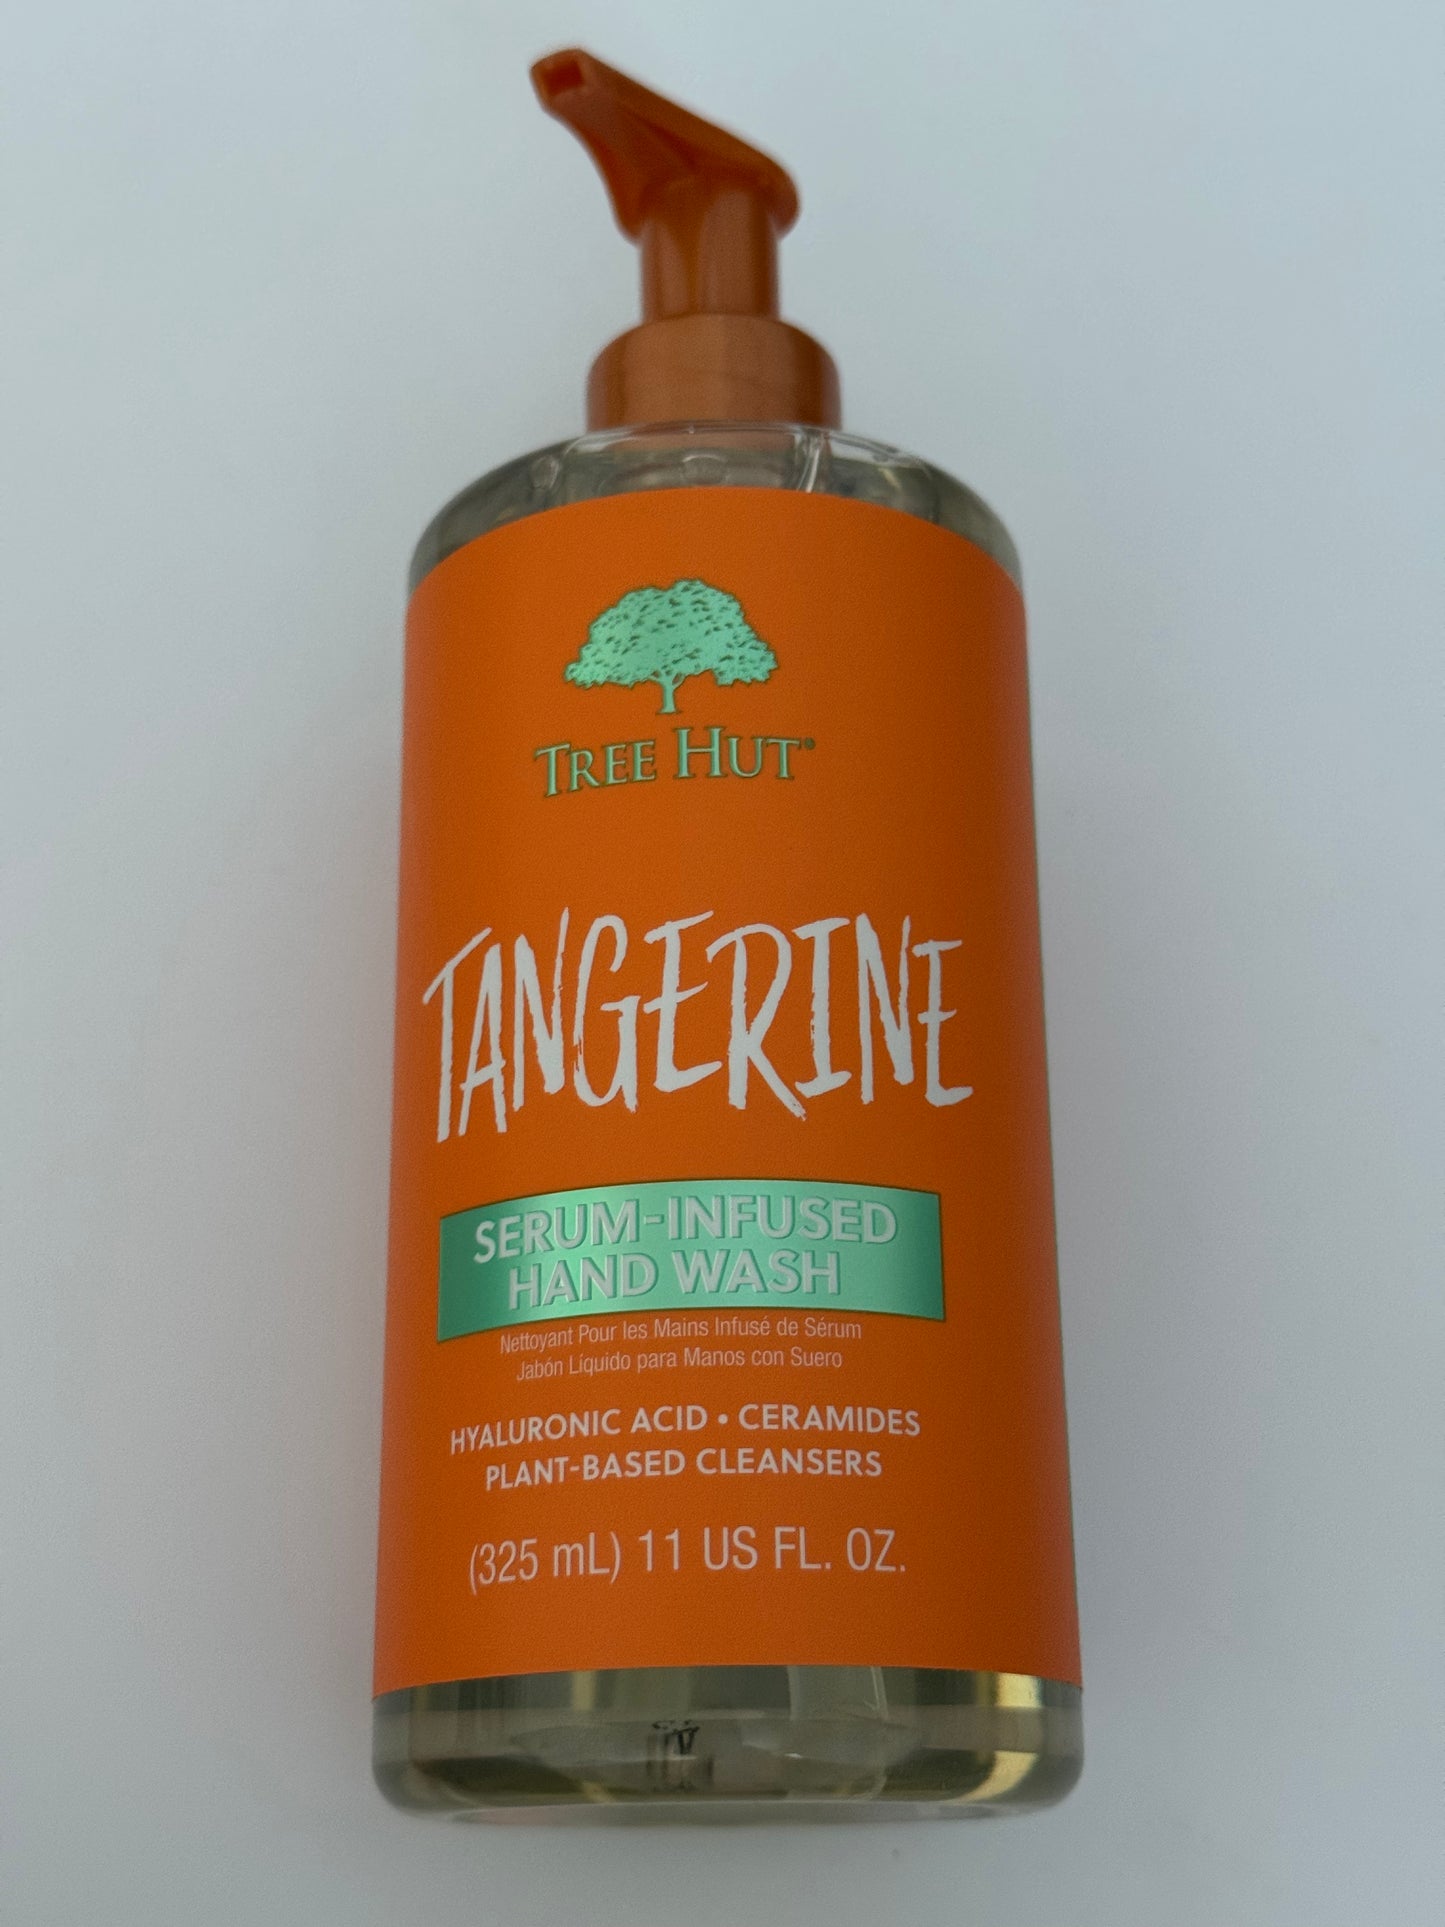 TREE HUT®
TANGERINE
SERUM-INFUSED
HAND WASH
Nettoyant Pour les Mains Infusé de Sérum
Jabón Líquido para Manos con Suero
HYALURONIC ACID • CERAMIDES
PLANT-BASED CLEANSERS
(325 mL) 11 US FL. OZ.